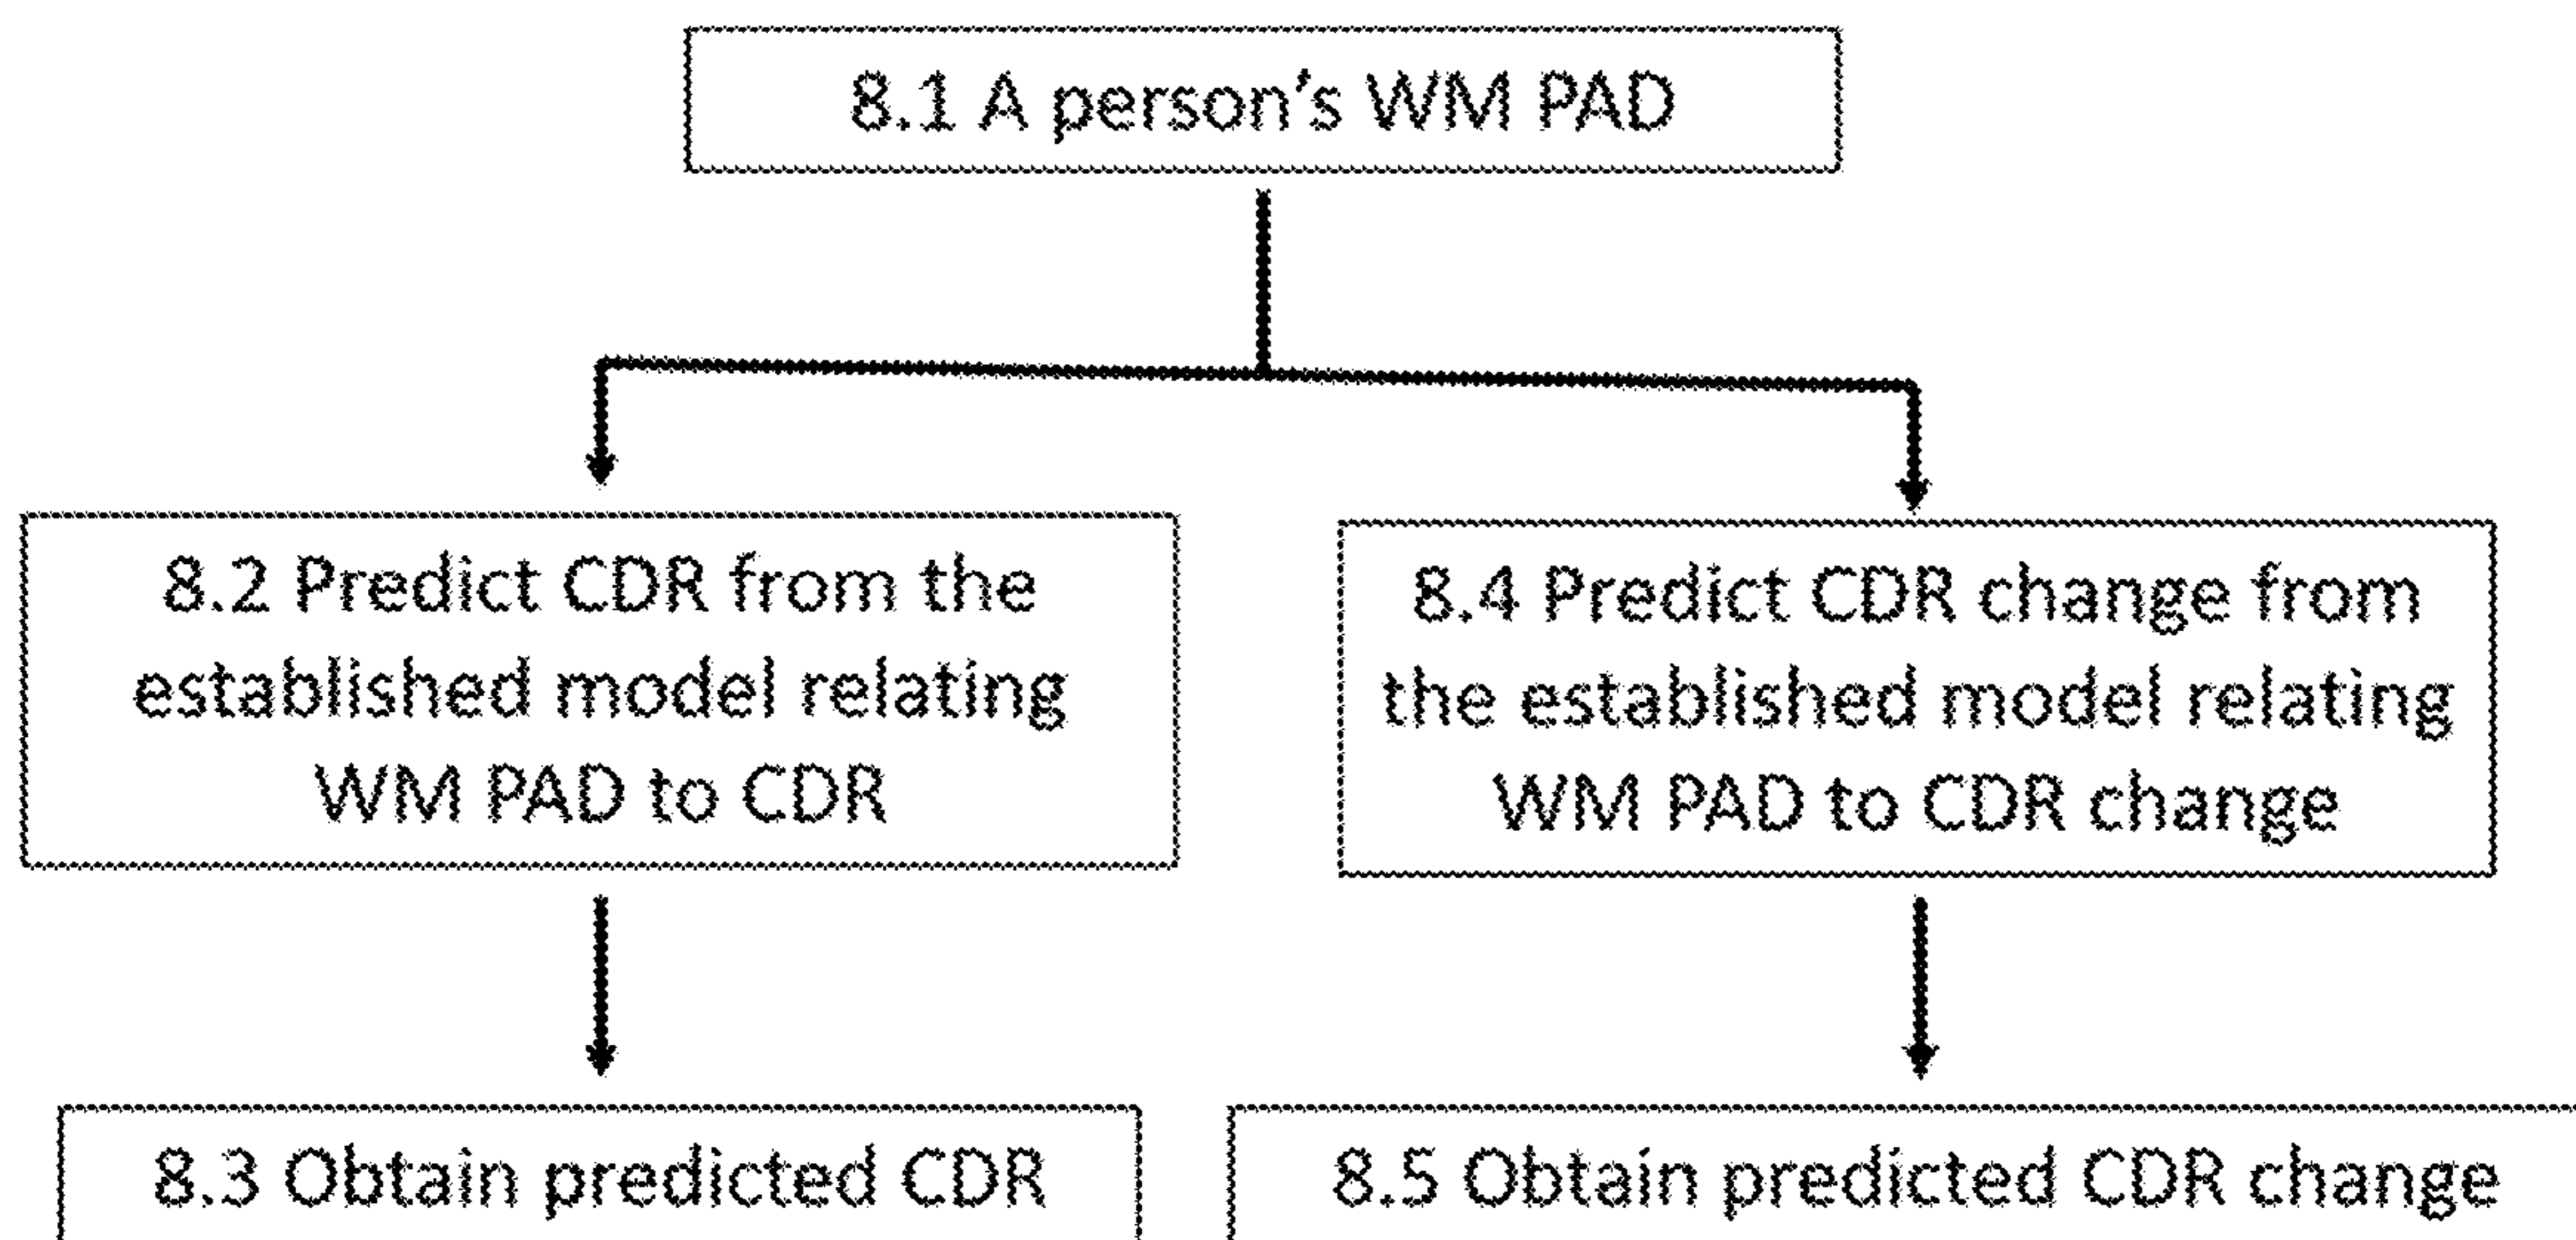 8.1 A person's WM PAD
8.2 Predict CDR from the
established model relating
WM PAD to CDR
8.4 Predict CDR change from
the established model relating
WM PAD to CDR change
8.3 Obtain predicted CDR
8.5 Obtain predicted CDR change